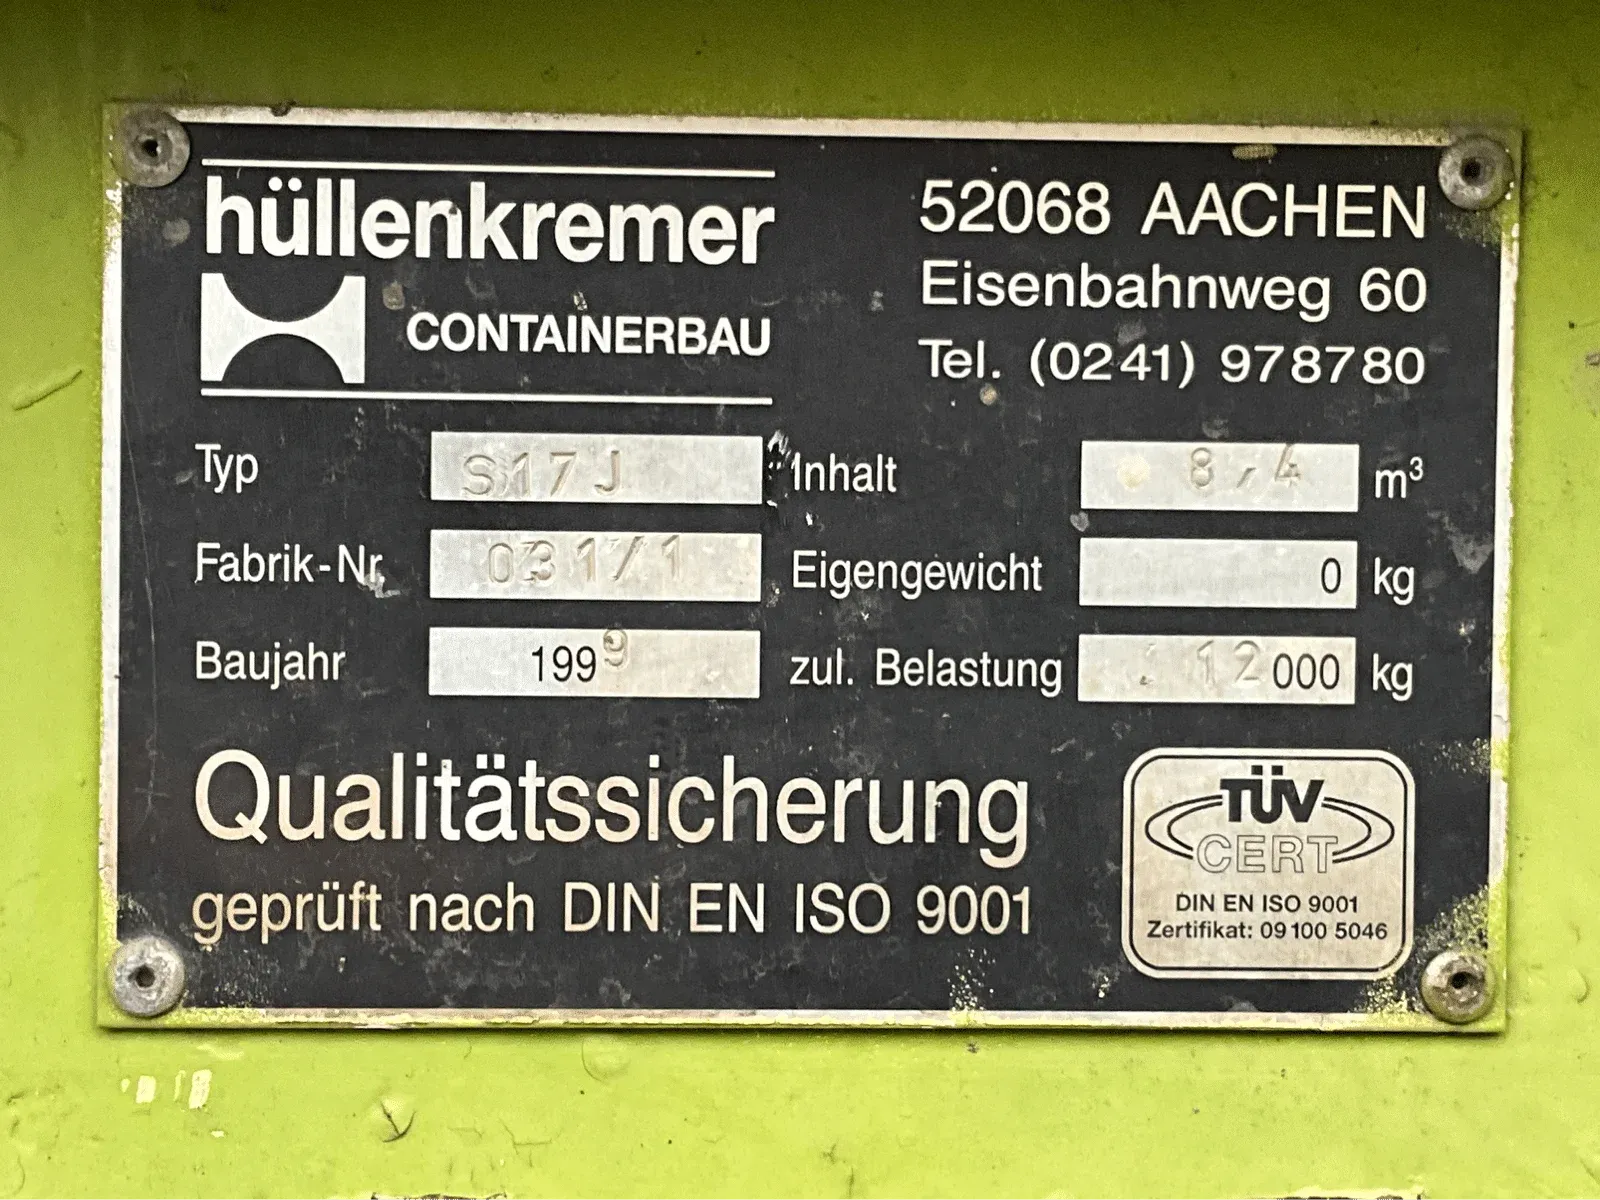 hüllenkremer
CONTAINERBAU
52068 AACHEN
Eisenbahnweg 60
Tel. (0241) 978780
Typ S17J
Inhalt 8,4 m³
Fabrik-Nr. 031/1
Eigengewicht 0 kg
Baujahr 1999
zul. Belastung 12000 kg
Qualitätssicherung
geprüft nach DIN EN ISO 9001
TÜV
CERT
DIN EN ISO 9001
Zertifikat: 09 100 5046